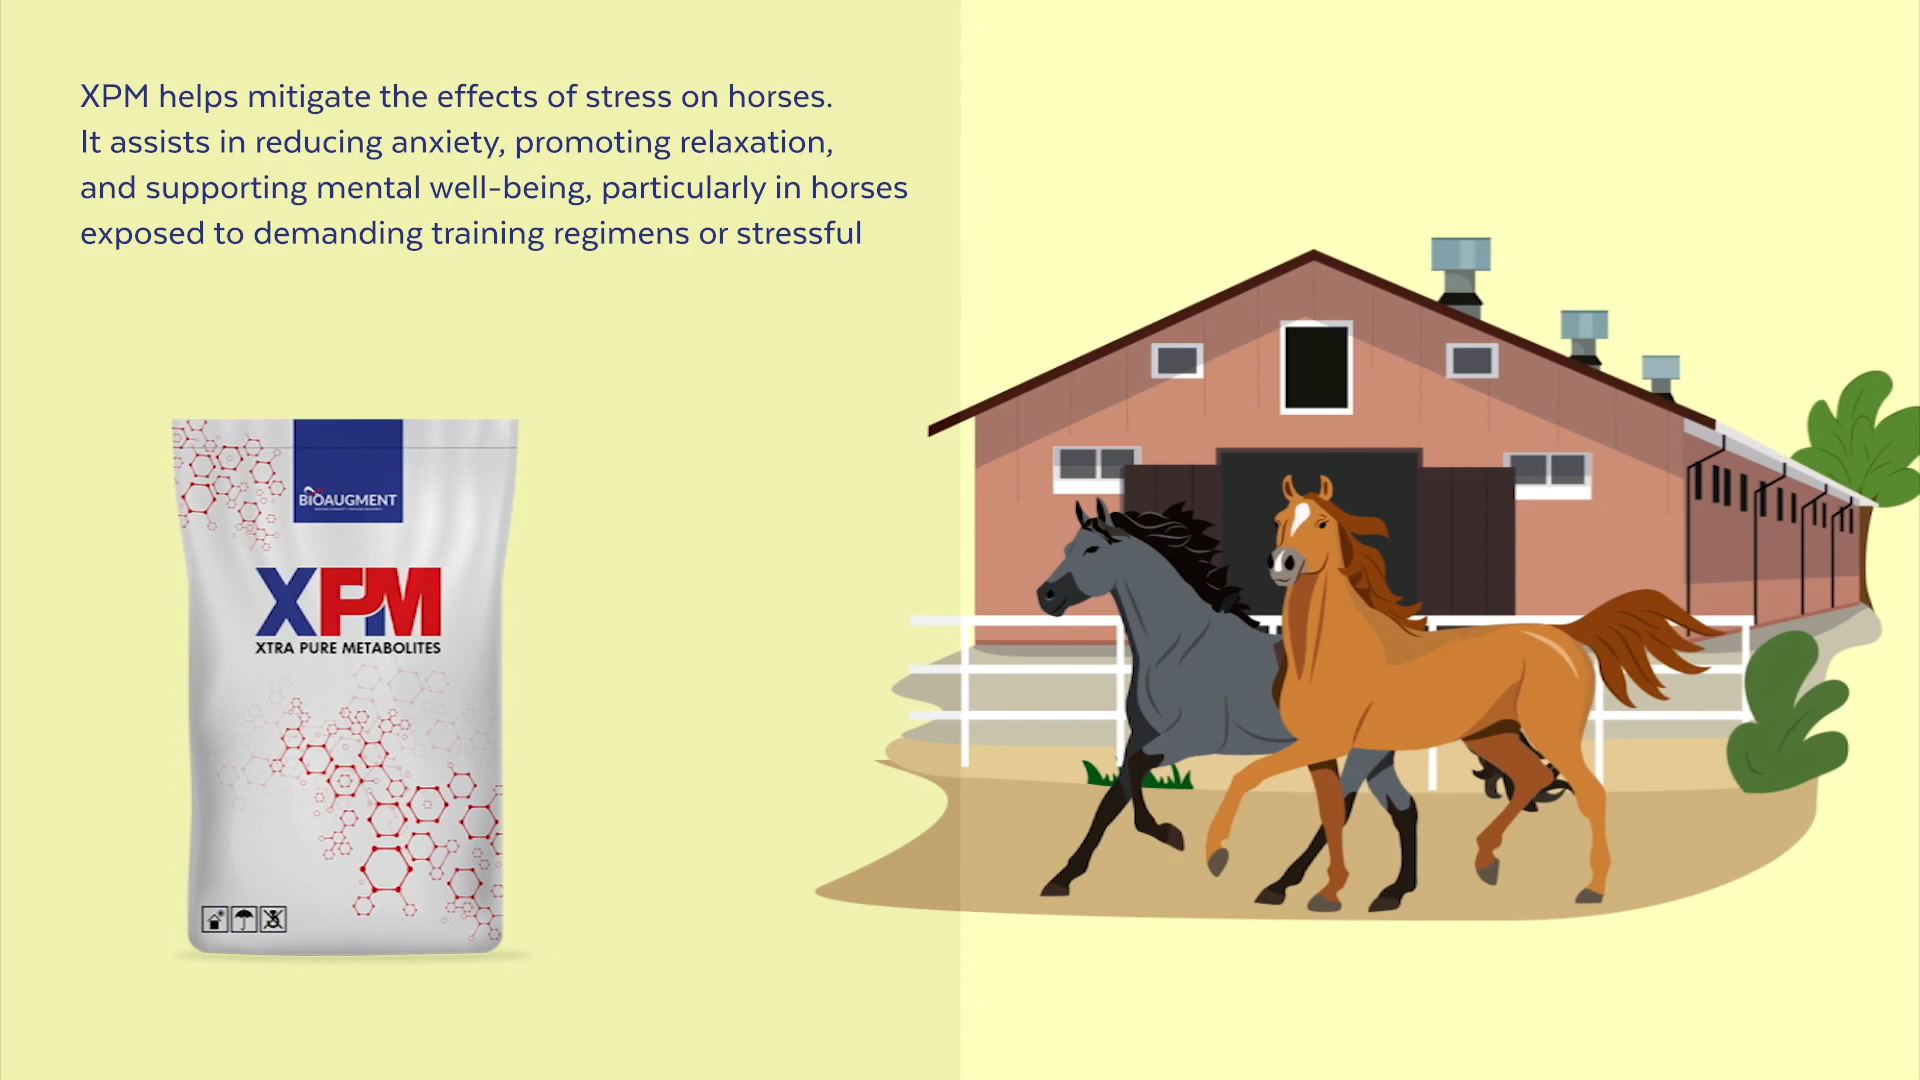 XPM helps mitigate the effects of stress on horses.
It assists in reducing anxiety, promoting relaxation,
and supporting mental well-being, particularly in horses
exposed to demanding training regimens or stressful
BIOAUGMENT
XPM
XTRA PURE METABOLITES